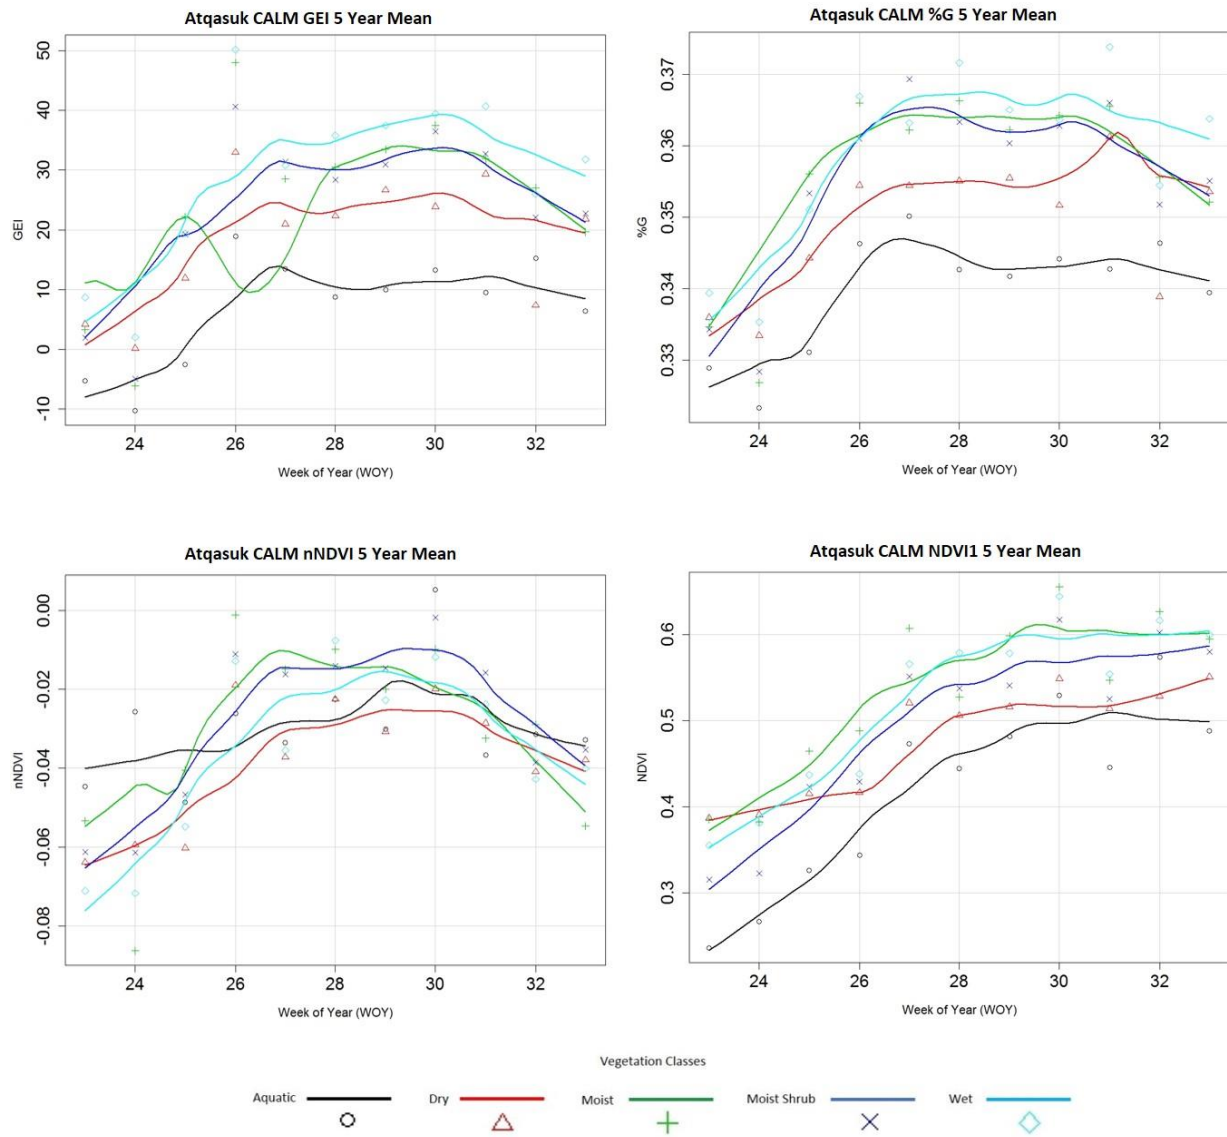 Atqasuk CALM GEI 5 Year Mean
GEI
50
40
30
20
10
0
-10
24 26 28 30 32
Week of Year (WOY)
Atqasuk CALM %G 5 Year Mean
%G
0.37
0.36
0.35
0.34
0.33
24 26 28 30 32
Week of Year (WOY)
Atqasuk CALM nNDVI 5 Year Mean
nNDVI
0.00
-0.02
-0.04
-0.06
-0.08
24 26 28 30 32
Week of Year (WOY)
Atqasuk CALM NDVI1 5 Year Mean
NDVI
0.6
0.5
0.4
0.3
24 26 28 30 32
Week of Year (WOY)
Vegetation Classes
Aquatic Dry Moist Moist Shrub Wet